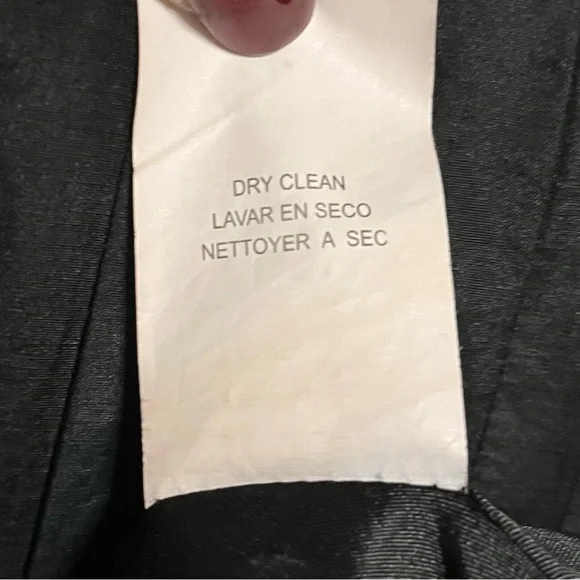 DRY CLEAN
LAVAR EN SECO
NETTOYER A SEC